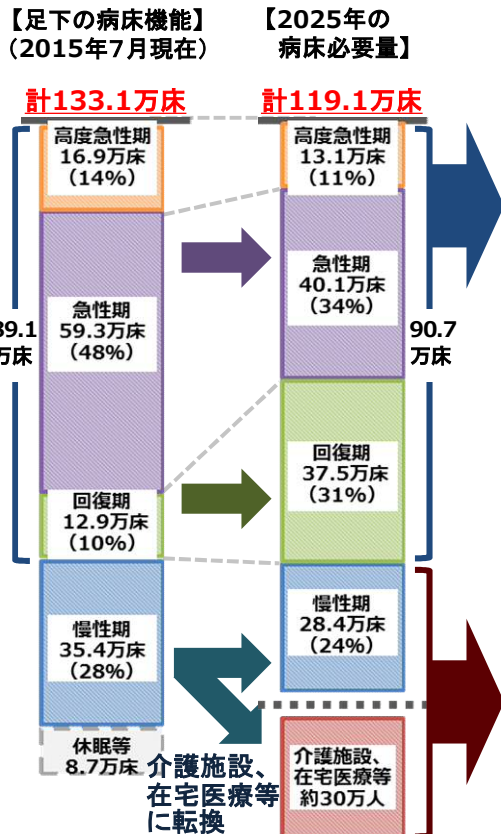 【足下の病床機能】
（2015年7月現在）
計133.1万床
高度急性期
16.9万床
（14%）
急性期
59.3万床
（48%）
39.1
万床
回復期
12.9万床
（10%）
慢性期
35.4万床
（28%）
休眠等
8.7万床
【2025年の
病床必要量】
計119.1万床
高度急性期
13.1万床
（11%）
急性期
40.1万床
（34%）
90.7
万床
回復期
37.5万床
（31%）
慢性期
28.4万床
（24%）
介護施設、
在宅医療等
に転換
介護施設、
在宅医療等
約30万人